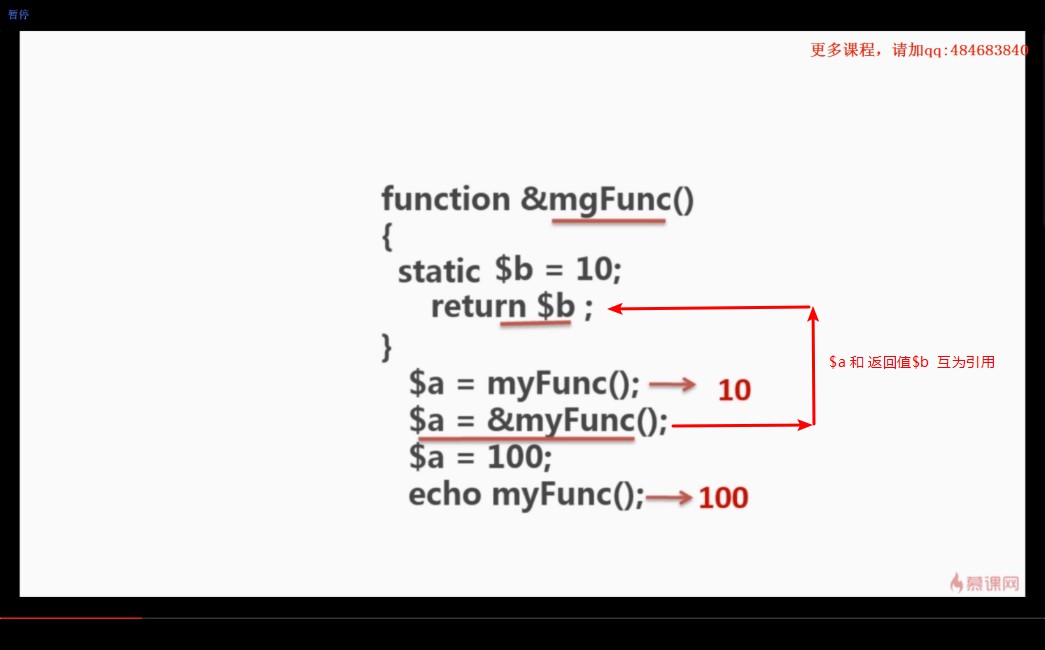 暂停
更多课程，请加qq:484683840
function &mgFunc()
{
static $b = 10;
return $b ;
}
$a 和 返回值$b 互为引用
$a = myFunc(); 10
$a = &myFunc();
$a = 100;
echo myFunc(); 100
慕课网